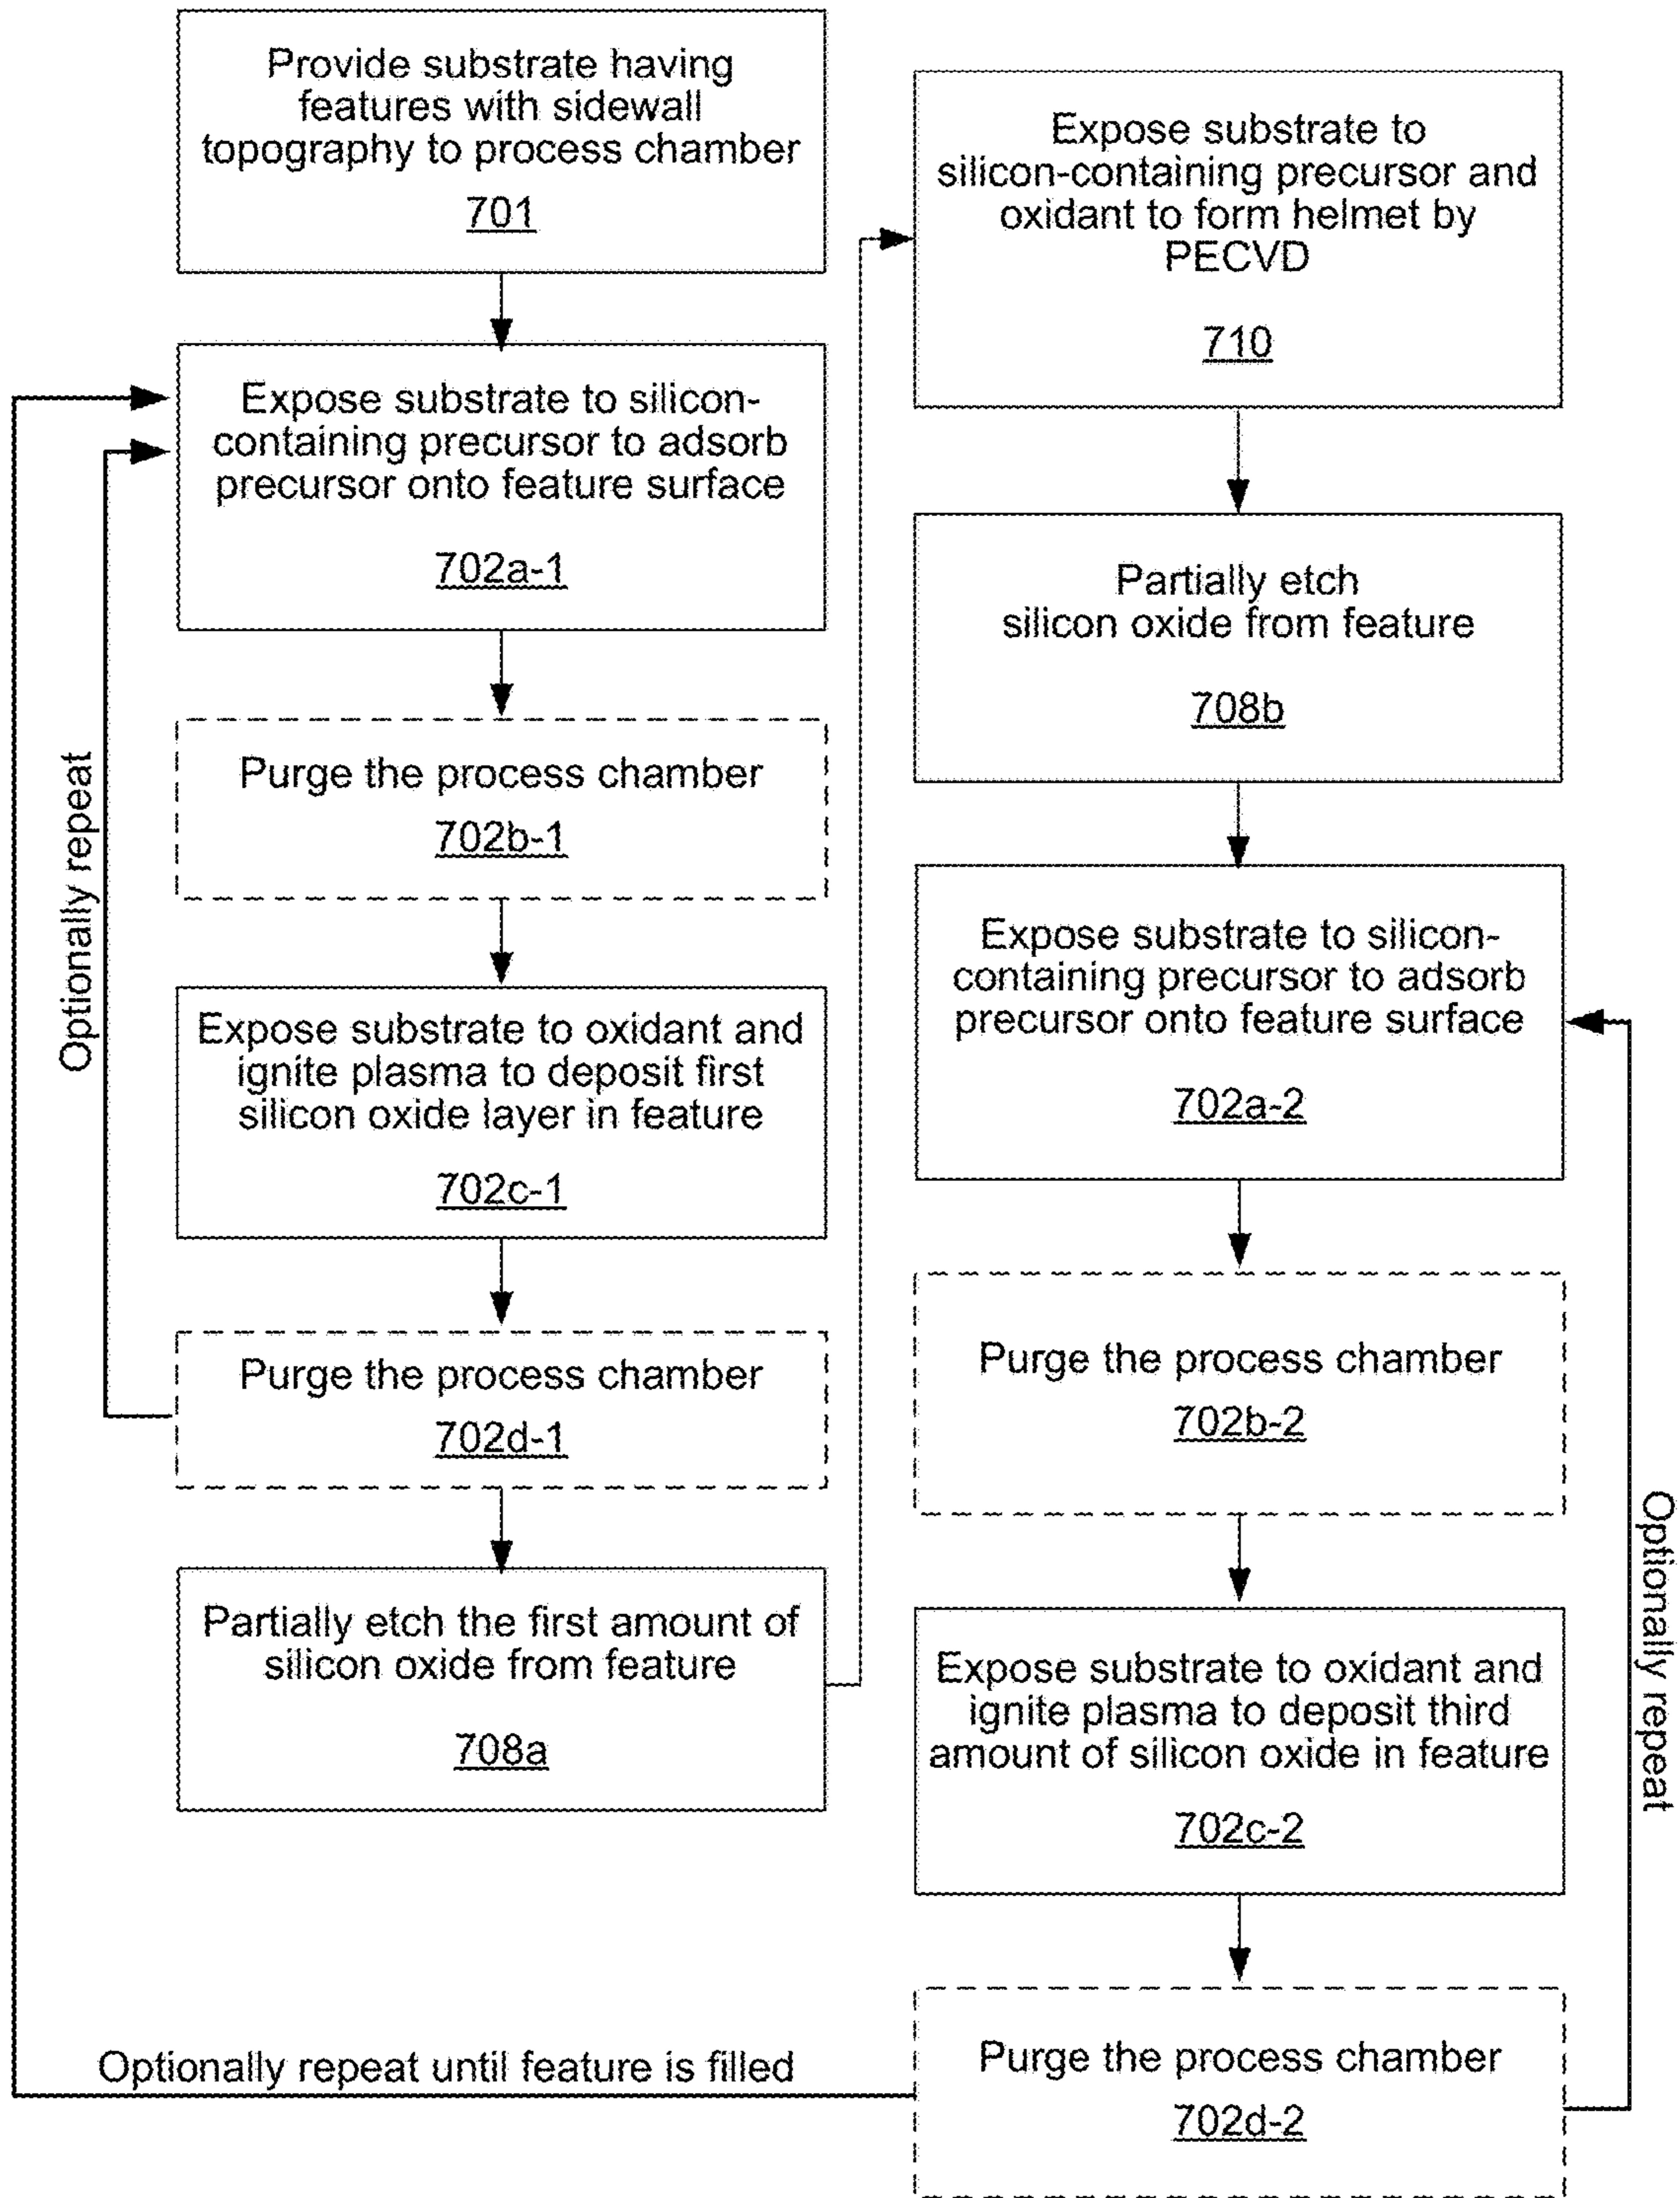 Provide substrate having
features with sidewall
topography to process chamber
701
Expose substrate to silicon-
containing precursor to adsorb
precursor onto feature surface
702a-1
Purge the process chamber
702b-1
Expose substrate to oxidant and
ignite plasma to deposit first
silicon oxide layer in feature
702c-1
Purge the process chamber
702d-1
Partially etch the first amount of
silicon oxide from feature
708a
Optionally repeat
Expose substrate to
silicon-containing precursor and
oxidant to form helmet by
PECVD
710
Partially etch
silicon oxide from feature
708b
Expose substrate to silicon-
containing precursor to adsorb
precursor onto feature surface
702a-2
Purge the process chamber
702b-2
Expose substrate to oxidant and
ignite plasma to deposit third
amount of silicon oxide in feature
702c-2
Purge the process chamber
702d-2
Optionally repeat
Optionally repeat until feature is filled